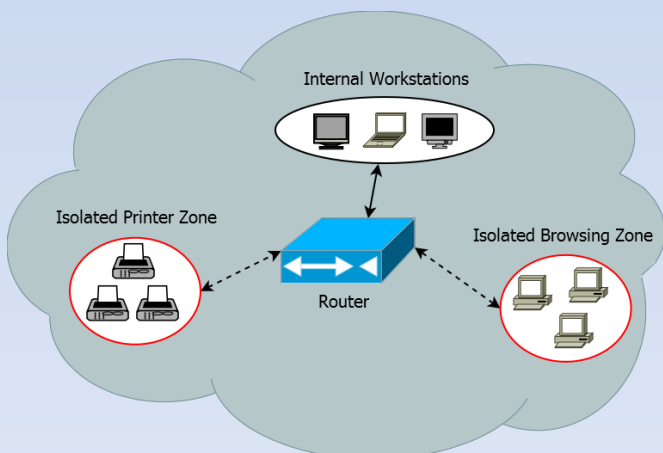 Internal Workstations
Isolated Printer Zone
Isolated Browsing Zone
Router